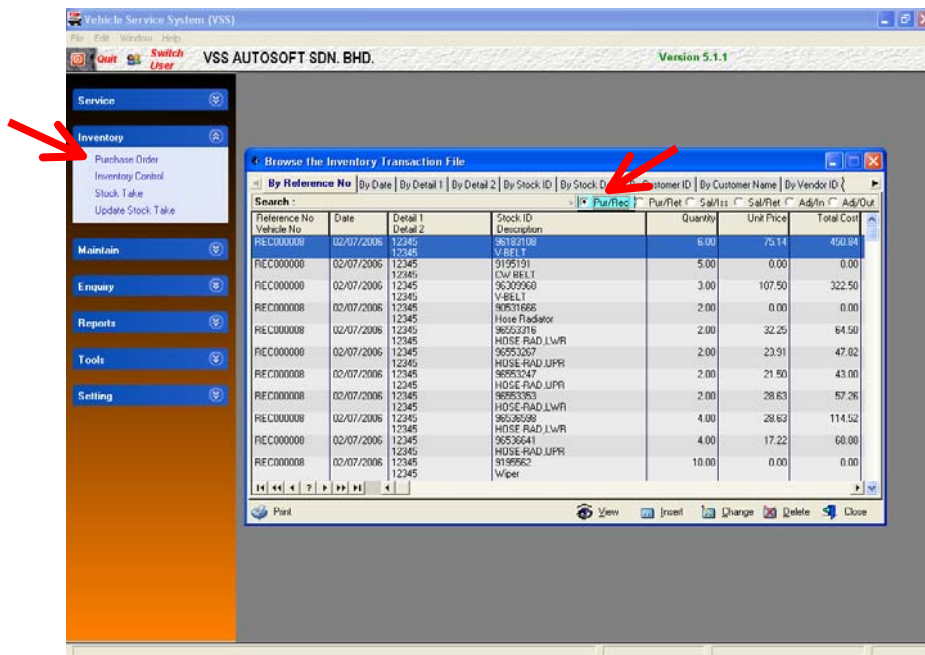 Vehicle Service System (VSS)
File Edit Window Help
Quit Switch User VSS AUTOSOFT SDN. BHD. Version 5.1.1
Service
Inventory
Purchase Order
Inventory Control
Stock Take
Update Stock Take
Maintain
Enquiry
Reports
Tools
Setting
Browse the Inventory Transaction File
By Reference No By Date By Detail 1 By Detail 2 By Stock ID By Stock Customer ID By Customer Name By Vendor ID
Search : Pur/Rec Pur/Ret Sal/Iss Sal/Ret Adj/In Adj/Out
Reference No Date Detail 1 Stock ID Quantity Unit Price Total Cost
Vehicle No Detail 2 Description
REC000008 02/07/2006 12345 96183108 6.00 75.14 450.84
12345 V-BELT
REC000008 02/07/2006 12345 9195191 5.00 0.00 0.00
12345 CW BELT
REC000008 02/07/2006 12345 96309968 3.00 107.50 322.50
12345 V-BELT
REC000008 02/07/2006 12345 90531666 2.00 0.00 0.00
12345 Hose Radiator
REC000008 02/07/2006 12345 96553316 2.00 32.25 64.50
12345 HOSE-RAD,LWR
REC000008 02/07/2006 12345 96553267 2.00 23.91 47.82
12345 HOSE-RAD,UPR
REC000008 02/07/2006 12345 96553247 2.00 21.50 43.00
12345 HOSE-RAD,UPR
REC000008 02/07/2006 12345 96553353 2.00 28.63 57.26
12345 HOSE-RAD,LWR
REC000008 02/07/2006 12345 96536598 4.00 28.63 114.52
12345 HOSE-RAD,LWR
REC000008 02/07/2006 12345 96536641 4.00 17.22 68.88
12345 HOSE-RAD,UPR
REC000008 02/07/2006 12345 9195562 10.00 0.00 0.00
12345 Wiper
Print View Insert Change Delete Close